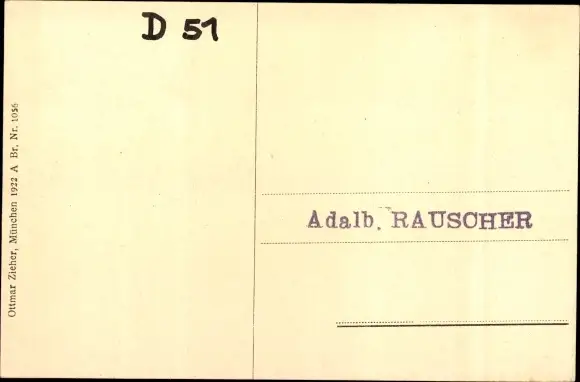 D 51
Ottmar Zieher, München 1922 A Br. Nr. 1056
Adalb. RAUSCHER